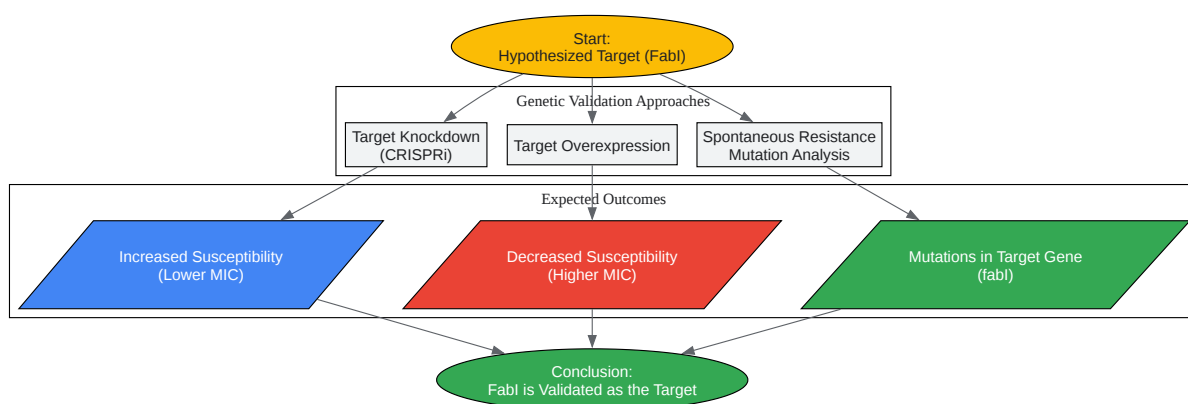 Start:
Hypothesized Target (FabI)
Genetic Validation Approaches
Target Knockdown
(CRISPRi)
Target Overexpression
Spontaneous Resistance
Mutation Analysis
Expected Outcomes
Increased Susceptibility
(Lower MIC)
Decreased Susceptibility
(Higher MIC)
Mutations in Target Gene
(fabI)
Conclusion:
FabI is Validated as the Target